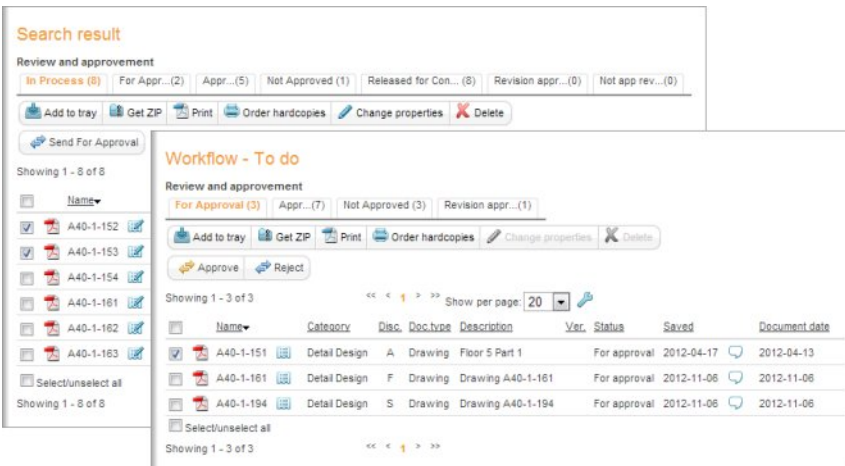 Search result
Review and approvement
In Process (8) For Appr...(2) Appr...(5) Not Approved (1) Released for Con... (8) Revision appr...(0) Not app rev...(0)
Add to tray Get ZIP Print Order hardcopies Change properties Delete
Send For Approval
Showing 1 - 8 of 8
Name
A40-1-152
A40-1-153
A40-1-154
A40-1-161
A40-1-162
A40-1-163
Select/unselect all
Showing 1 - 8 of 8
Workflow - To do
Review and approvement
For Approval (3) Appr...(7) Not Approved (3) Revision appr...(1)
Add to tray Get ZIP Print Order hardcopies Change properties Delete
Approve Reject
Showing 1 - 3 of 3 << < 1 > >> Show per page: 20
Name Category Disc. Doc.type Description Ver. Status Saved Document date
A40-1-151 Detail Design A Drawing Floor 5 Part 1 For approval 2012-04-17 2012-04-13
A40-1-161 Detail Design F Drawing Drawing A40-1-161 For approval 2012-11-06 2012-11-06
A40-1-194 Detail Design S Drawing Drawing A40-1-194 For approval 2012-11-06 2012-11-06
Select/unselect all
Showing 1 - 3 of 3 << < 1 > >>